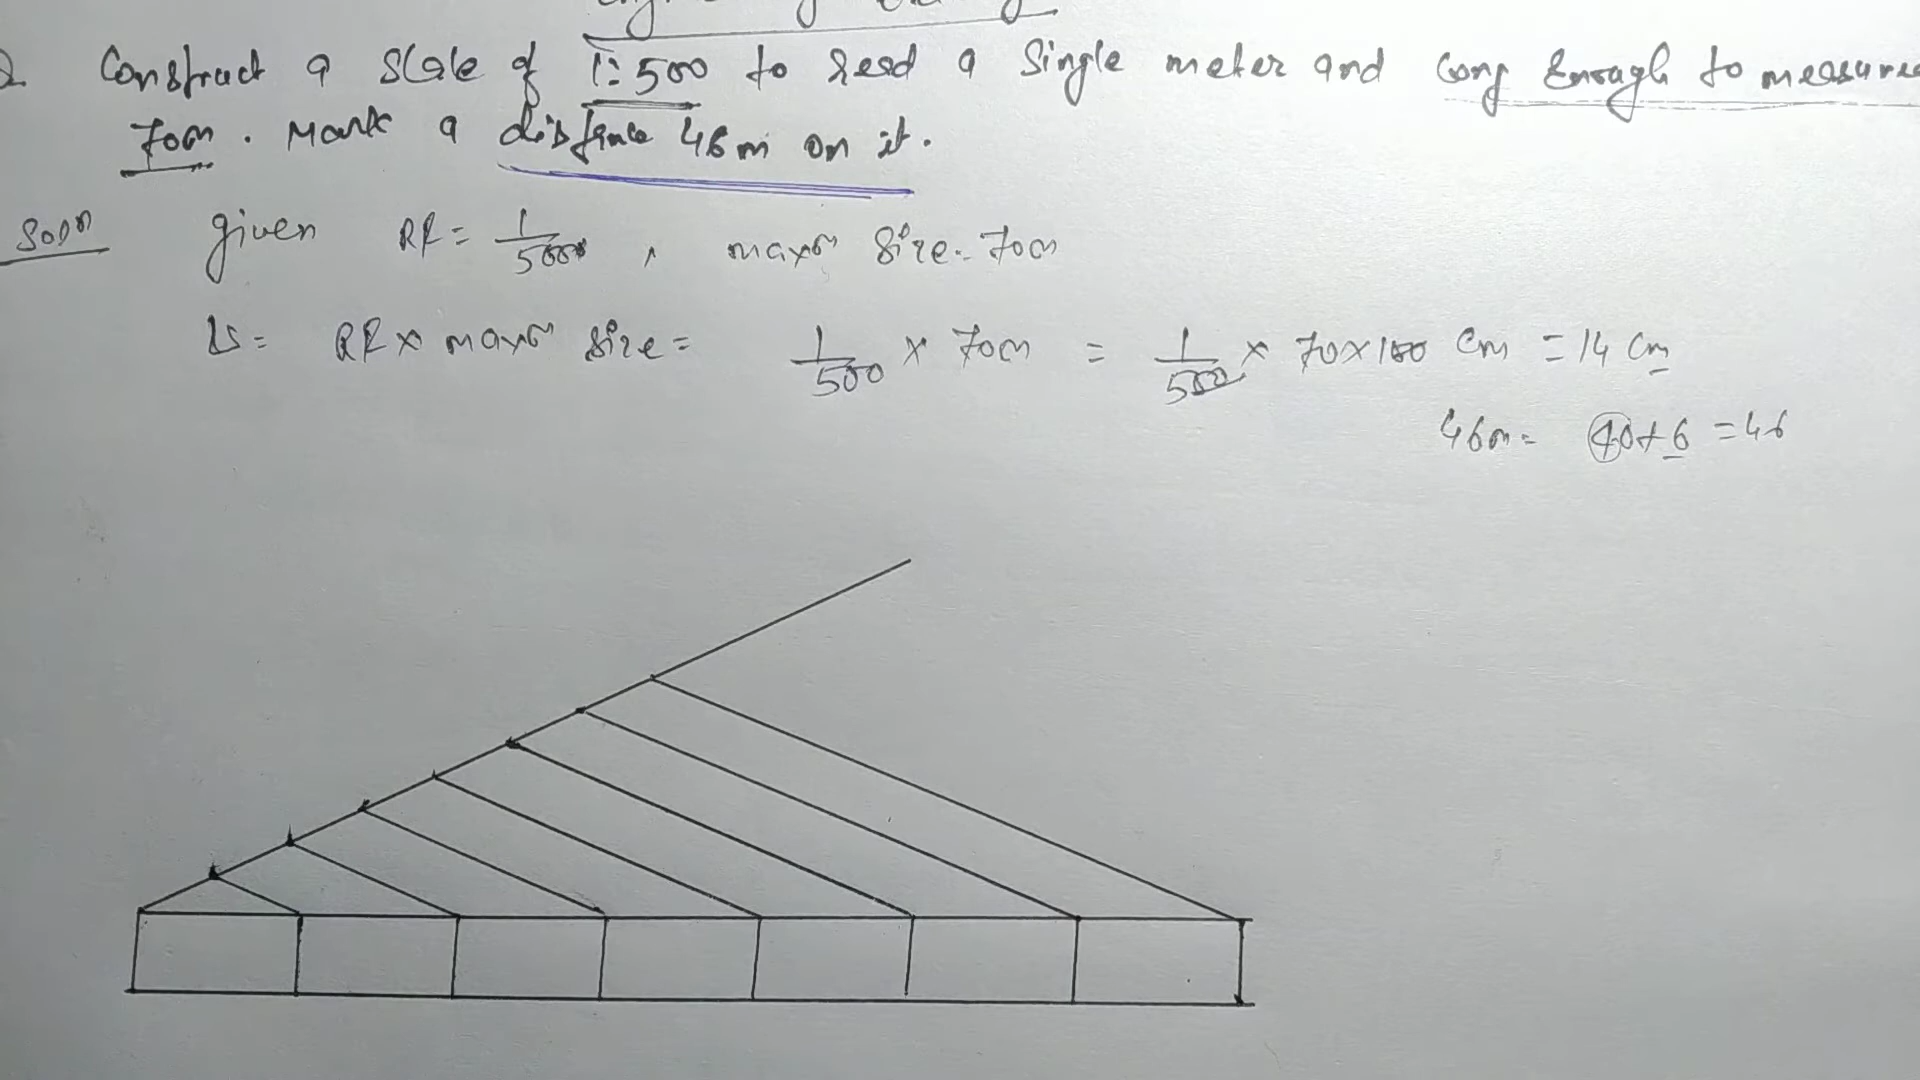 Construct a Scale of 1:500 to read a Single meter and long Enough to measure
70m. Mark a distance 46m on it.
Soln given RF = 1/500, maxm Size = 70m
LS = RF x maxm size = 1/500 x 70m = 1/500 x 70x100 cm = 14 cm
46m = 40+6 = 46